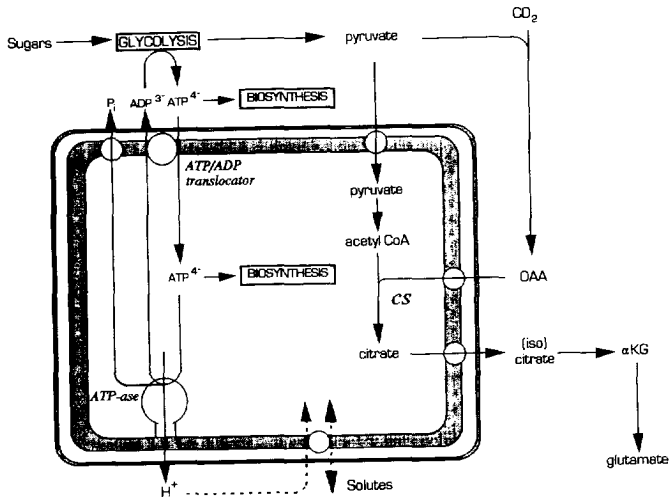 CO2
Sugars
GLYCOLYSIS
pyruvate
Pi
ADP 3-
ATP 4-
BIOSYNTHESIS
ATP/ADP
translocator
pyruvate
acetyl CoA
ATP 4-
BIOSYNTHESIS
OAA
CS
citrate
(iso)
citrate
αKG
ATP-ase
glutamate
H+
Solutes